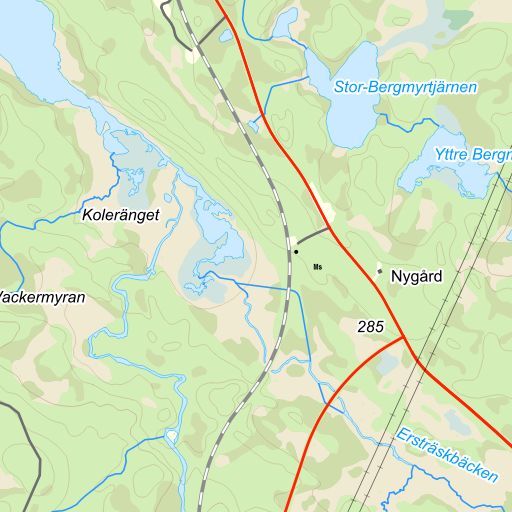 Stor-Bergmyrtjärnen
Yttre Bergm
Koleränget
Ms
Nygård
Vackermyran
285
Ersträskbäcken